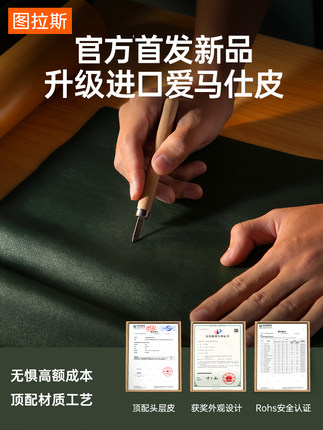 图拉斯
官方首发新品
升级进口爱马仕皮
无惧高额成本
顶配材质工艺
顶配头层皮
获奖外观设计
Rohs安全认证